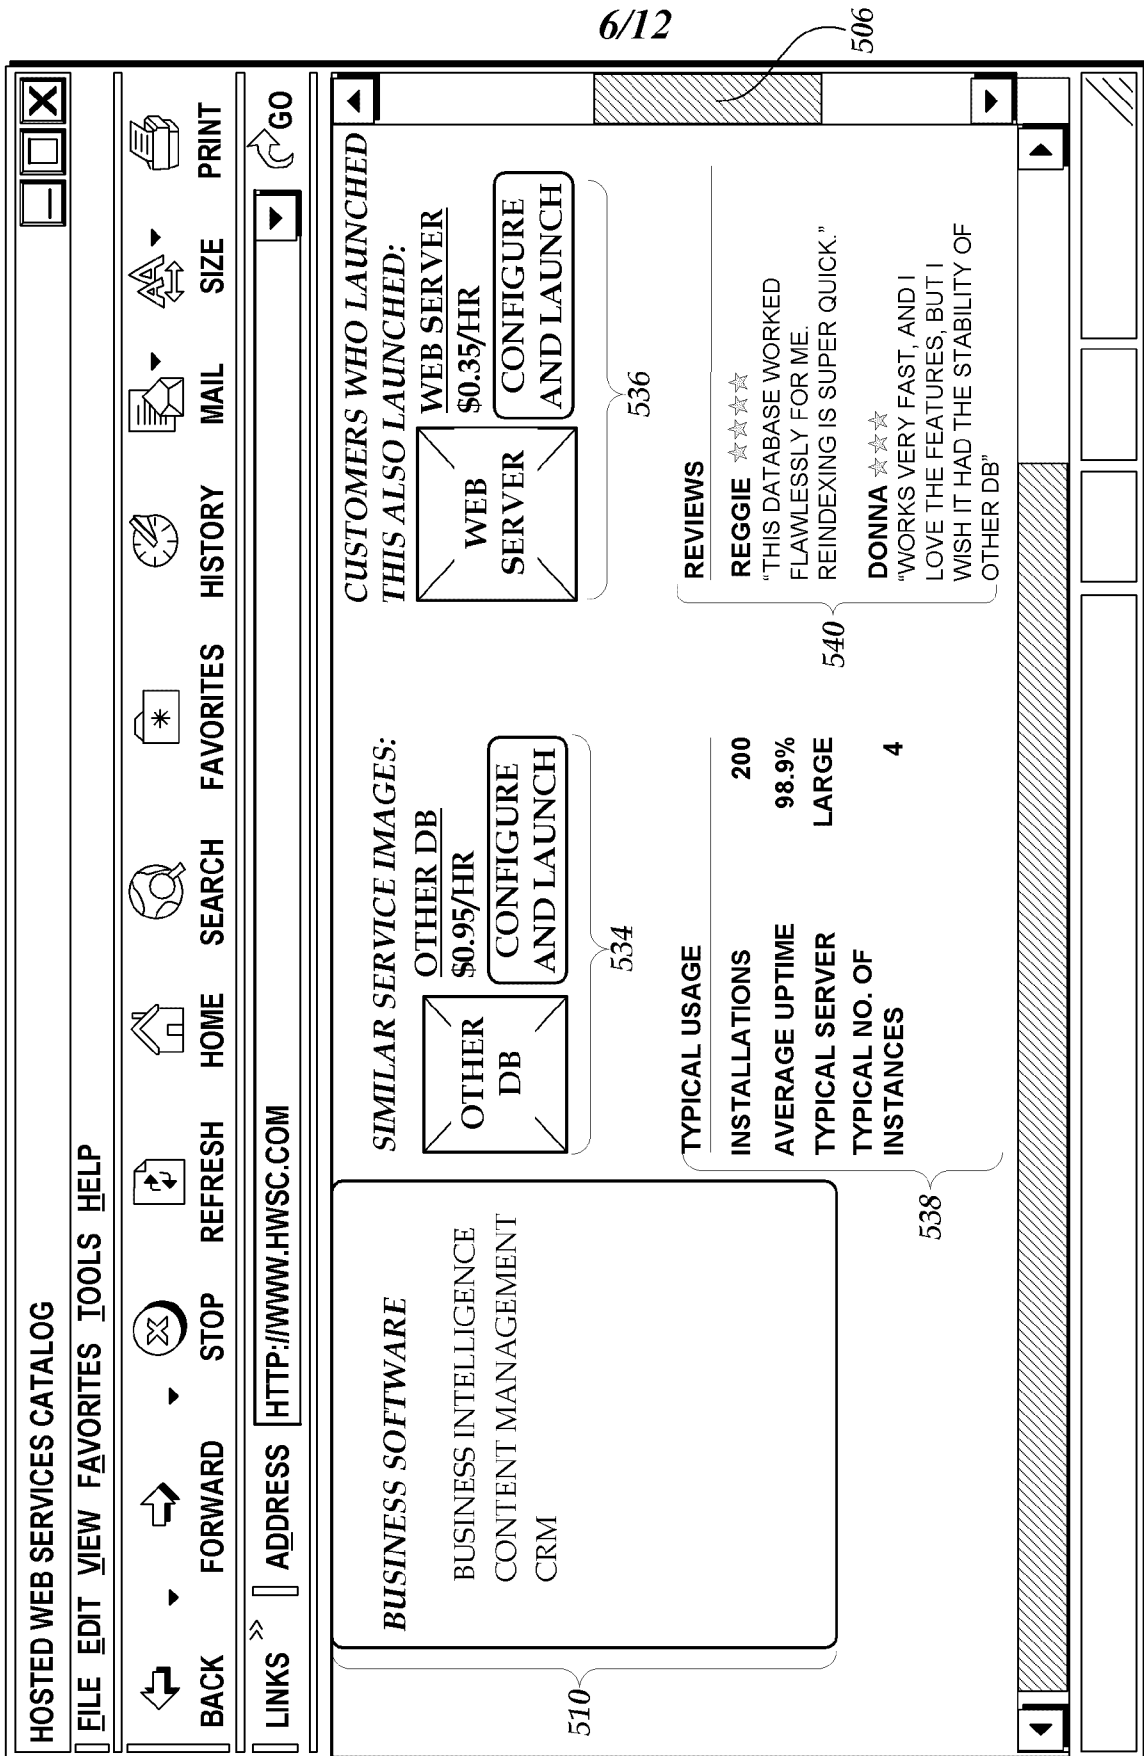 6/12
HOSTED WEB SERVICES CATALOG
FILE EDIT VIEW FAVORITES TOOLS HELP
BACK FORWARD STOP REFRESH HOME SEARCH FAVORITES HISTORY MAIL SIZE PRINT
LINKS » ADDRESS HTTP://WWW.HWSC.COM GO
BUSINESS SOFTWARE
BUSINESS INTELLIGENCE
CONTENT MANAGEMENT
CRM
510
SIMILAR SERVICE IMAGES:
OTHER
DB
OTHER DB
$0.95/HR
CONFIGURE
AND LAUNCH
534
CUSTOMERS WHO LAUNCHED
THIS ALSO LAUNCHED:
WEB
SERVER
WEB SERVER
$0.35/HR
CONFIGURE
AND LAUNCH
536
506
TYPICAL USAGE
INSTALLATIONS 200
AVERAGE UPTIME 98.9%
TYPICAL SERVER LARGE
TYPICAL NO. OF
INSTANCES 4
538
REVIEWS
REGGIE ☆☆☆☆☆
"THIS DATABASE WORKED
FLAWLESSLY FOR ME.
REINDEXING IS SUPER QUICK."
DONNA ☆☆☆☆
"WORKS VERY FAST, AND I
LOVE THE FEATURES, BUT I
WISH IT HAD THE STABILITY OF
OTHER DB"
540